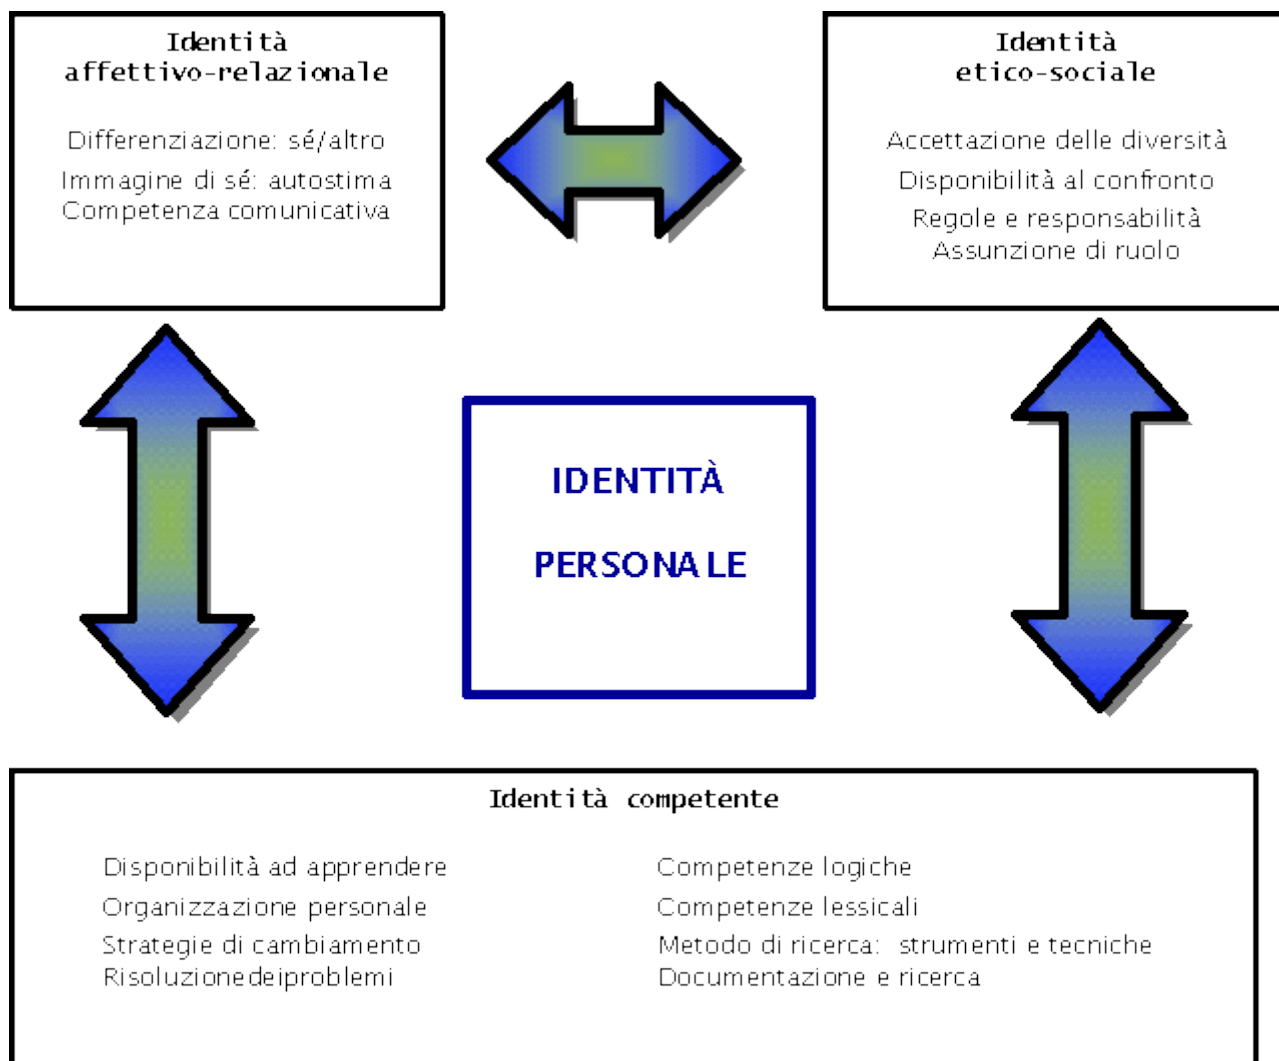 Identità
affettivo-relazionale
Differenziazione: sé/altro
Immagine di sé: autostima
Competenza comunicativa
Identità
etico-sociale
Accettazione delle diversità
Disponibilità al confronto
Regole e responsabilità
Assunzione di ruolo
IDENTITÀ
PERSONALE
Identità competente
Disponibilità ad apprendere
Organizzazione personale
Strategie di cambiamento
Risoluzionedeiproblemi
Competenze logiche
Competenze lessicali
Metodo di ricerca: strumenti e tecniche
Documentazione e ricerca